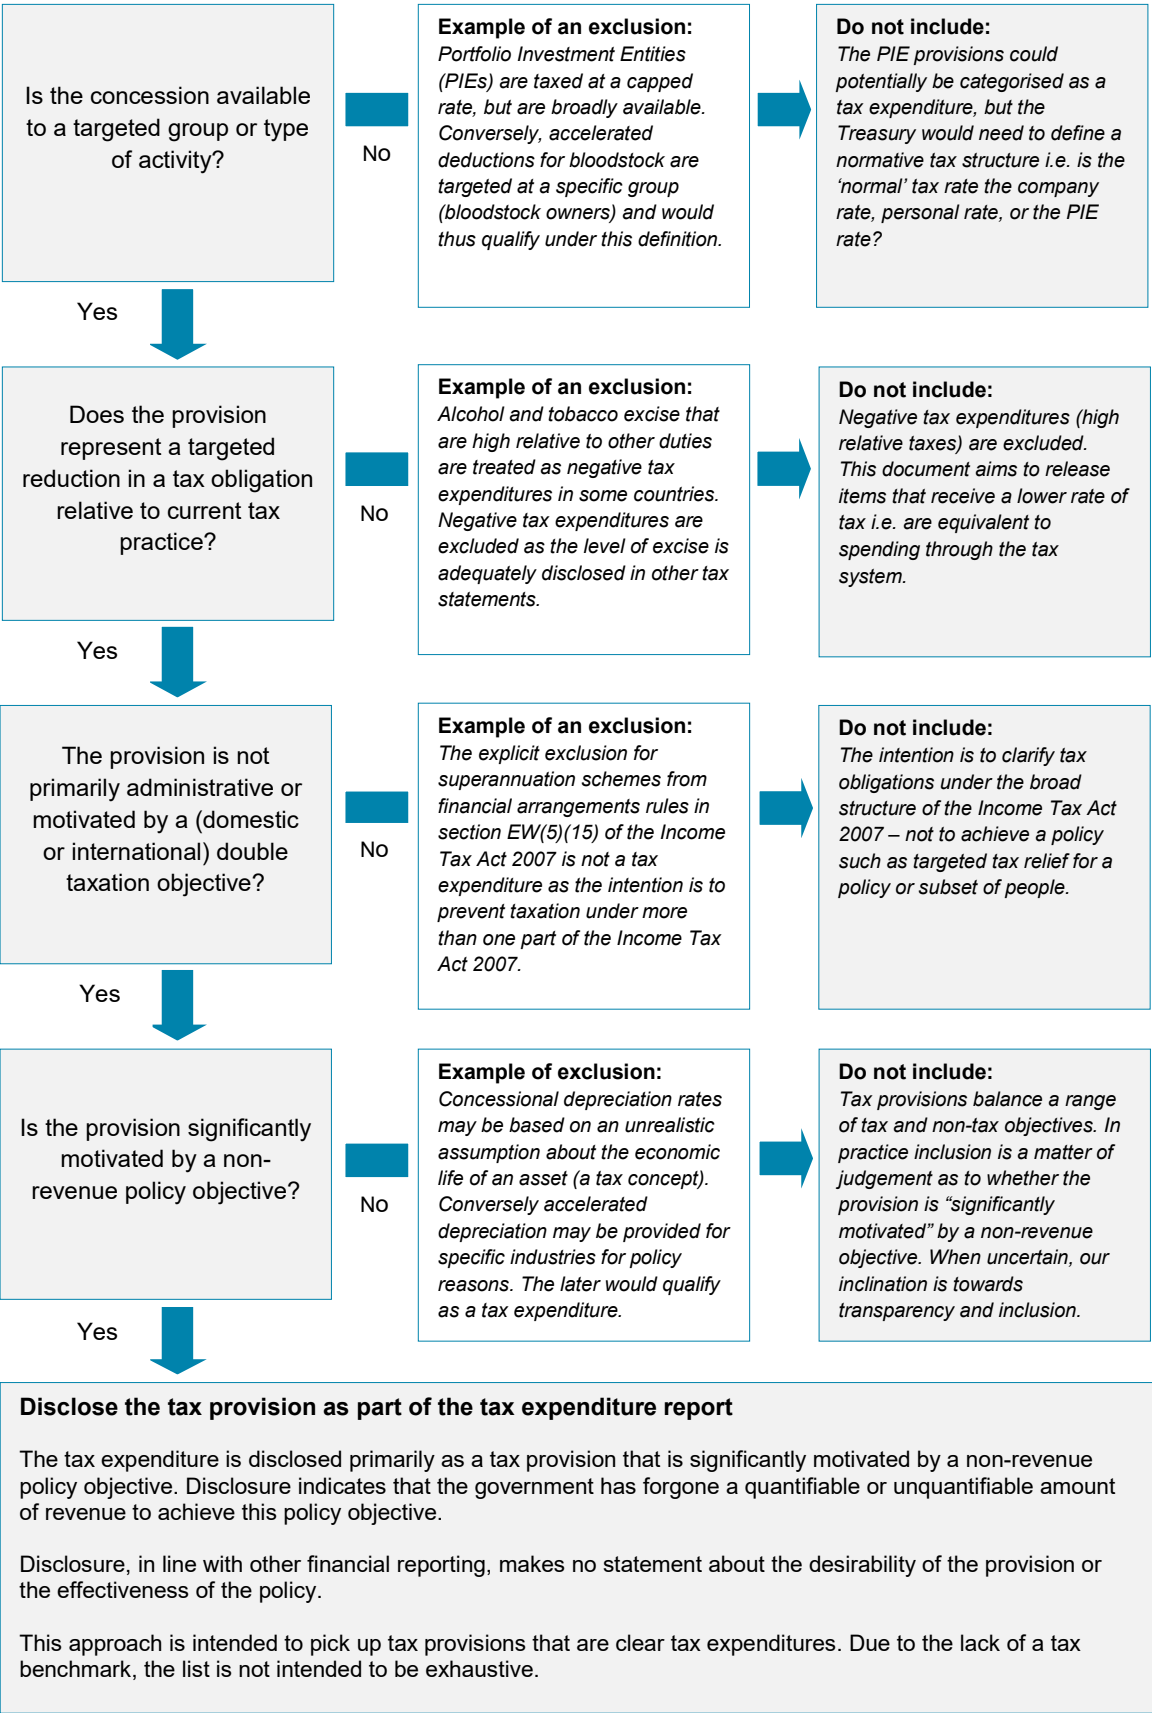 Is the concession available
to a targeted group or type
of activity?
No
Example of an exclusion:
Portfolio Investment Entities
(PIEs) are taxed at a capped
rate, but are broadly available.
Conversely, accelerated
deductions for bloodstock are
targeted at a specific group
(bloodstock owners) and would
thus qualify under this definition.
Do not include:
The PIE provisions could
potentially be categorised as a
tax expenditure, but the
Treasury would need to define a
normative tax structure i.e. is the
‘normal’ tax rate the company
rate, personal rate, or the PIE
rate?
Yes
Does the provision
represent a targeted
reduction in a tax obligation
relative to current tax
practice?
No
Example of an exclusion:
Alcohol and tobacco excise that
are high relative to other duties
are treated as negative tax
expenditures in some countries.
Negative tax expenditures are
excluded as the level of excise is
adequately disclosed in other tax
statements.
Do not include:
Negative tax expenditures (high
relative taxes) are excluded.
This document aims to release
items that receive a lower rate of
tax i.e. are equivalent to
spending through the tax
system.
Yes
The provision is not
primarily administrative or
motivated by a (domestic
or international) double
taxation objective?
No
Example of an exclusion:
The explicit exclusion for
superannuation schemes from
financial arrangements rules in
section EW(5)(15) of the Income
Tax Act 2007 is not a tax
expenditure as the intention is to
prevent taxation under more
than one part of the Income Tax
Act 2007.
Do not include:
The intention is to clarify tax
obligations under the broad
structure of the Income Tax Act
2007 – not to achieve a policy
such as targeted tax relief for a
policy or subset of people.
Yes
Is the provision significantly
motivated by a non-
revenue policy objective?
No
Example of exclusion:
Concessional depreciation rates
may be based on an unrealistic
assumption about the economic
life of an asset (a tax concept).
Conversely accelerated
depreciation may be provided for
specific industries for policy
reasons. The later would qualify
as a tax expenditure.
Do not include:
Tax provisions balance a range
of tax and non-tax objectives. In
practice inclusion is a matter of
judgement as to whether the
provision is “significantly
motivated” by a non-revenue
objective. When uncertain, our
inclination is towards
transparency and inclusion.
Yes
Disclose the tax provision as part of the tax expenditure report
The tax expenditure is disclosed primarily as a tax provision that is significantly motivated by a non-revenue
policy objective. Disclosure indicates that the government has forgone a quantifiable or unquantifiable amount
of revenue to achieve this policy objective.
Disclosure, in line with other financial reporting, makes no statement about the desirability of the provision or
the effectiveness of the policy.
This approach is intended to pick up tax provisions that are clear tax expenditures. Due to the lack of a tax
benchmark, the list is not intended to be exhaustive.